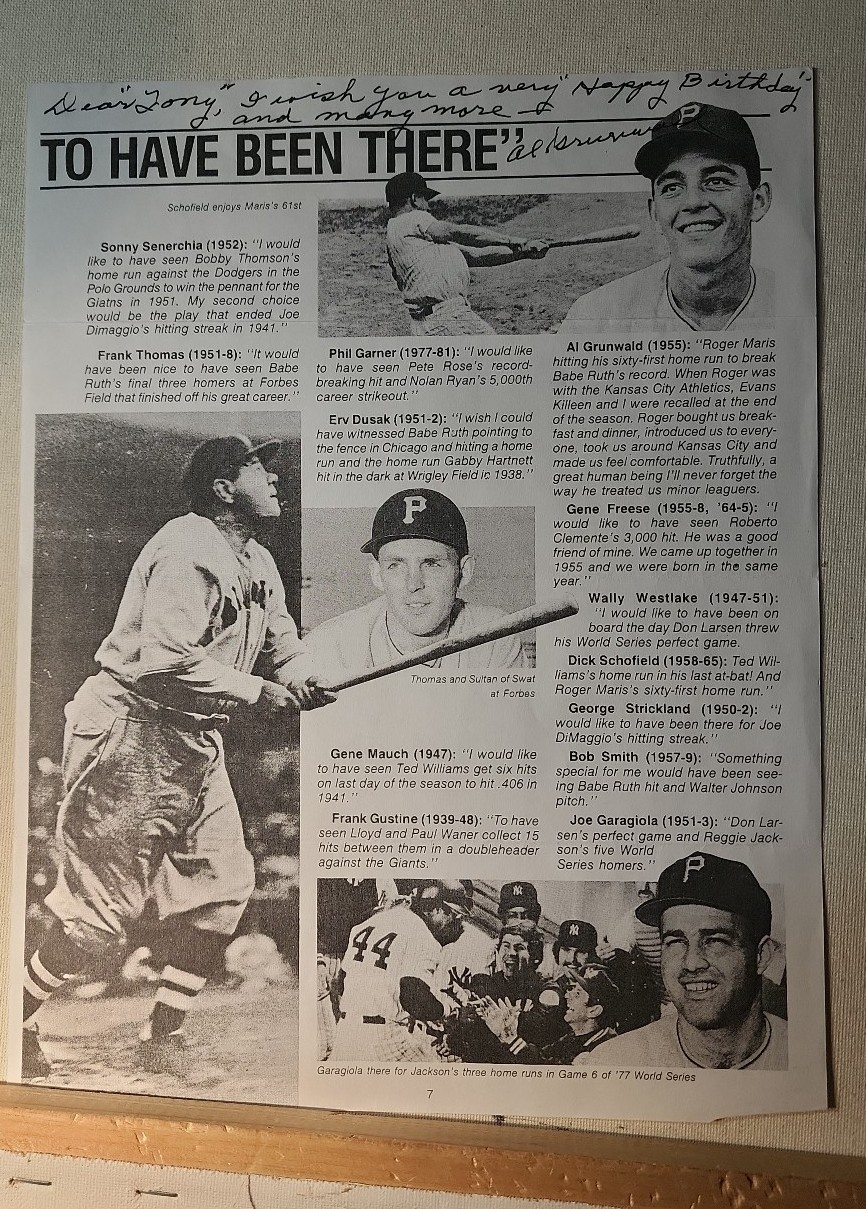 Dear "Tony", I wish you a very "Happy Birthday"
and many more —
Al Grunwald
TO HAVE BEEN THERE”
P
Schofield enjoys Maris's 61st
Sonny Senerchia (1952): “I would
like to have seen Bobby Thomson's
home run against the Dodgers in the
Polo Grounds to win the pennant for the
Giatns in 1951. My second choice
would be the play that ended Joe
Dimaggio's hitting streak in 1941.”
Frank Thomas (1951-8): “It would
have been nice to have seen Babe
Ruth's final three homers at Forbes
Field that finished off his great career.”
Phil Garner (1977-81): “I would like
to have seen Pete Rose's record-
breaking hit and Nolan Ryan's 5,000th
career strikeout.”
Erv Dusak (1951-2): “I wish I could
have witnessed Babe Ruth pointing to
the fence in Chicago and hitting a home
run and the home run Gabby Hartnett
hit in the dark at Wrigley Field in 1938.”
P
Thomas and Sultan of Swat
at Forbes
Gene Mauch (1947): “I would like
to have seen Ted Williams get six hits
on last day of the season to hit .406 in
1941.”
Frank Gustine (1939-48): “To have
seen Lloyd and Paul Waner collect 15
hits between them in a doubleheader
against the Giants.”
Al Grunwald (1955): “Roger Maris
hitting his sixty-first home run to break
Babe Ruth's record. When Roger was
with the Kansas City Athletics, Evans
Killeen and I were recalled at the end
of the season. Roger bought us break-
fast and dinner, introduced us to every-
one, took us around Kansas City and
made us feel comfortable. Truthfully, a
great human being I'll never forget the
way he treated us minor leaguers.
Gene Freese (1955-8, '64-5): “I
would like to have seen Roberto
Clemente's 3,000 hit. He was a good
friend of mine. We came up together in
1955 and we were born in the same
year.”
Wally Westlake (1947-51):
“I would like to have been on
board the day Don Larsen threw
his World Series perfect game.
Dick Schofield (1958-65): Ted Wil-
liams's home run in his last at-bat! And
Roger Maris's sixty-first home run.”
George Strickland (1950-2): “I
would like to have been there for Joe
DiMaggio's hitting streak.”
Bob Smith (1957-9): “Something
special for me would have been see-
ing Babe Ruth hit and Walter Johnson
pitch.”
Joe Garagiola (1951-3): “Don Lar-
sen's perfect game and Reggie Jack-
son's five World
Series homers.”
P
44
NY
NY
NY
Garagiola there for Jackson's three home runs in Game 6 of '77 World Series
7